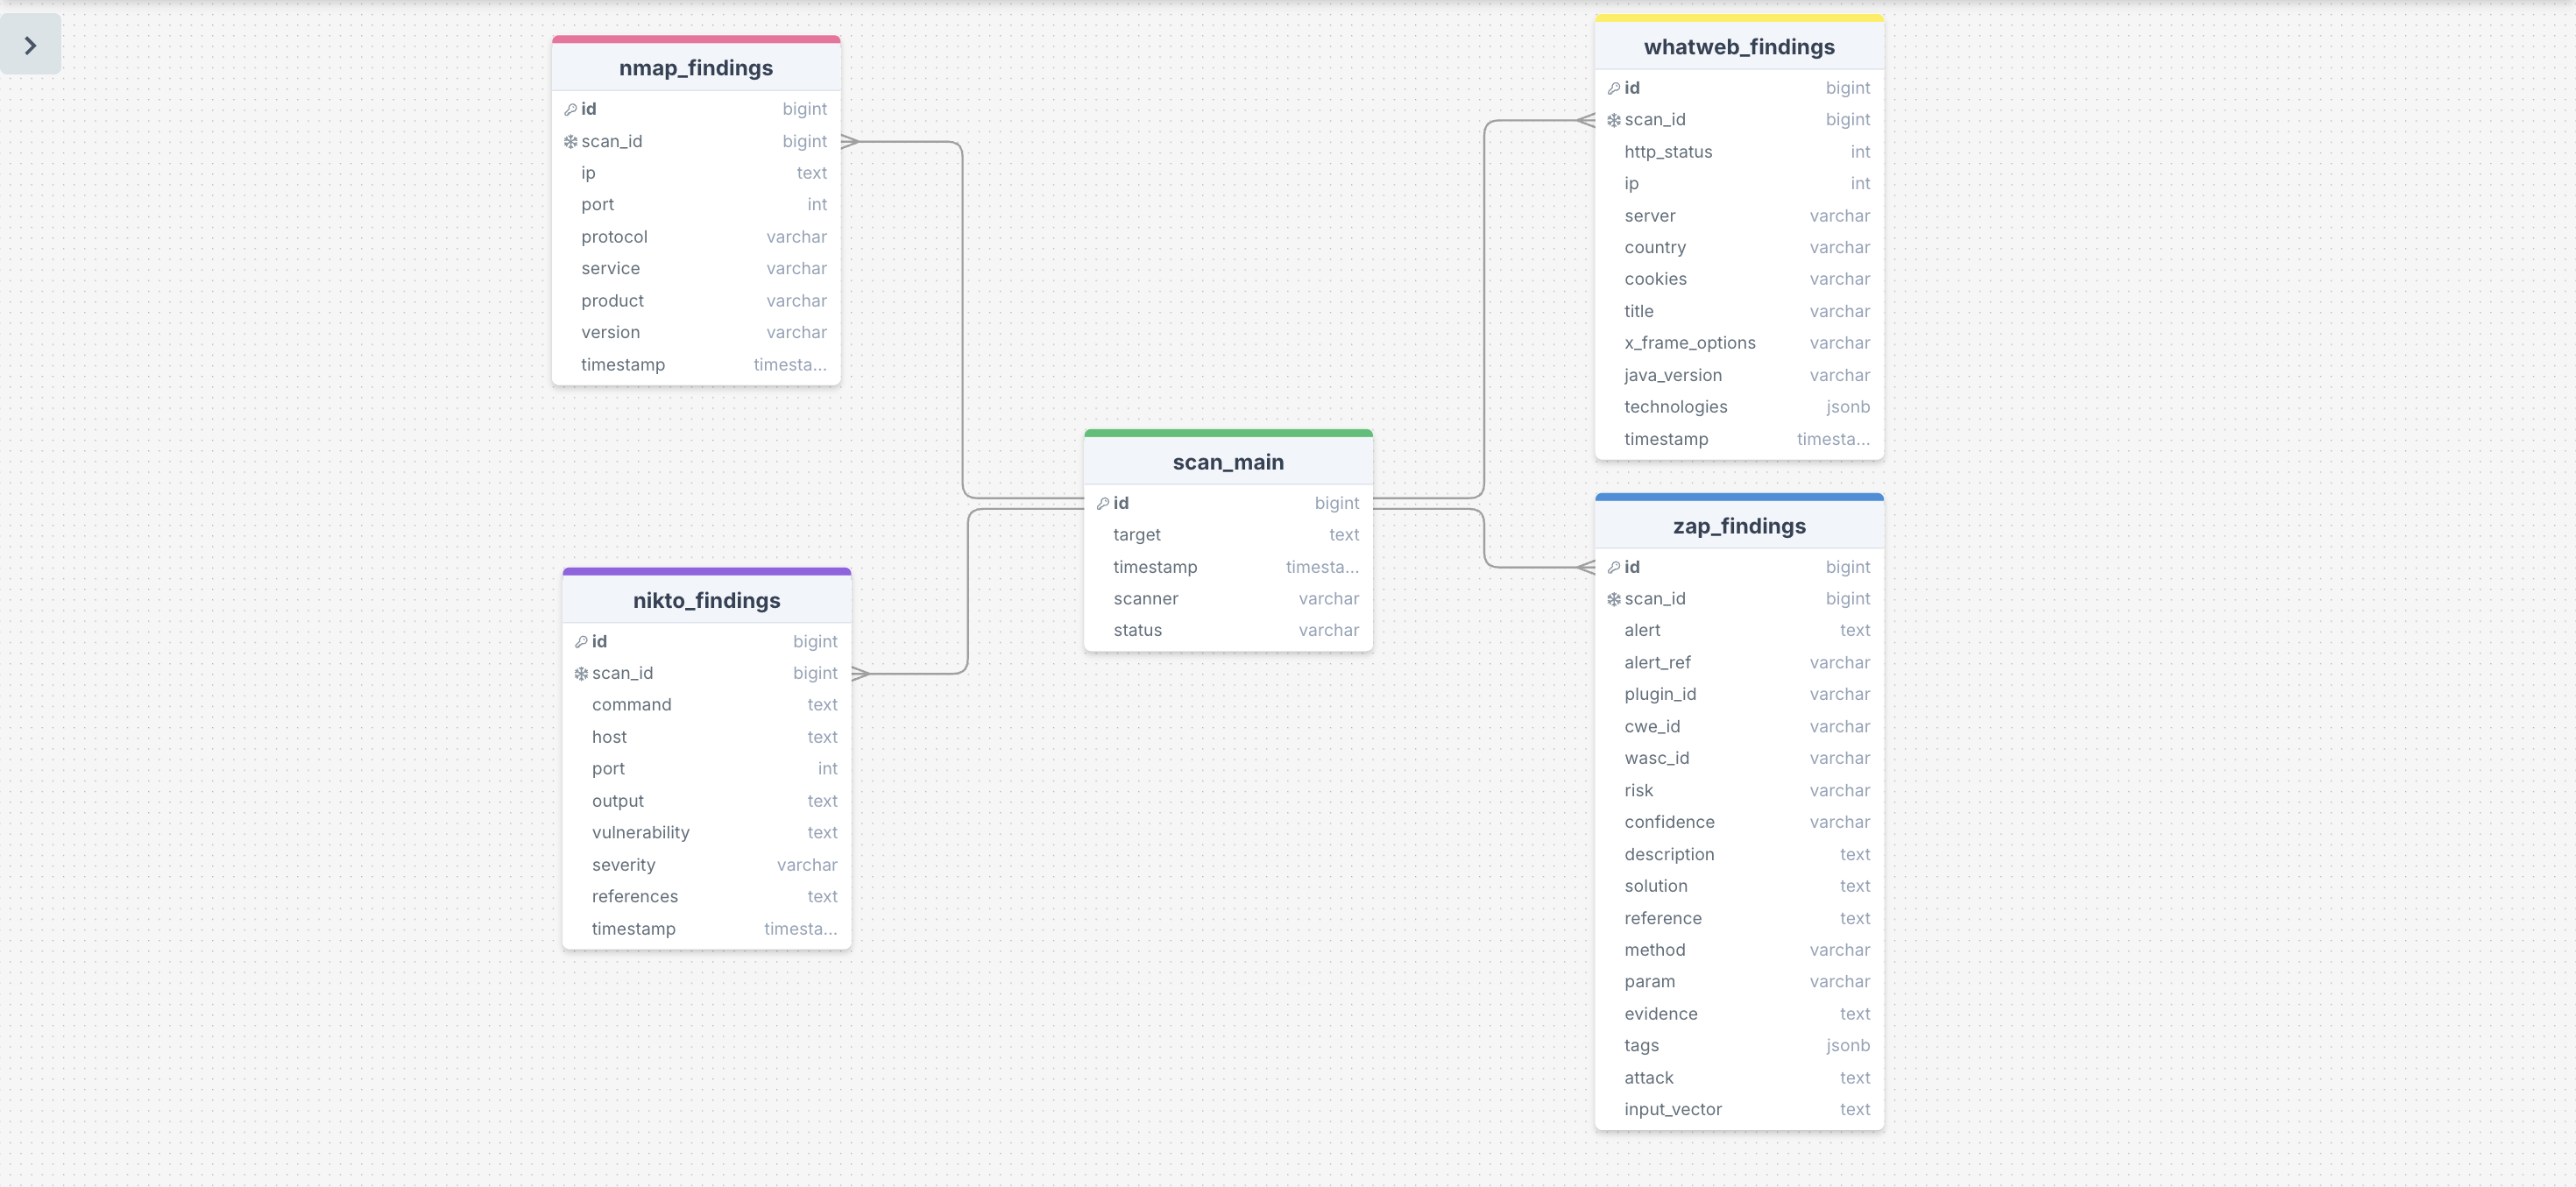 nmap_findings
id bigint
scan_id bigint
ip text
port int
protocol varchar
service varchar
product varchar
version varchar
timestamp timesta...
nikto_findings
id bigint
scan_id bigint
command text
host text
port int
output text
vulnerability text
severity varchar
references text
timestamp timesta...
scan_main
id bigint
target text
timestamp timesta...
scanner varchar
status varchar
whatweb_findings
id bigint
scan_id bigint
http_status int
ip int
server varchar
country varchar
cookies varchar
title varchar
x_frame_options varchar
java_version varchar
technologies jsonb
timestamp timesta...
zap_findings
id bigint
scan_id bigint
alert text
alert_ref varchar
plugin_id varchar
cwe_id varchar
wasc_id varchar
risk varchar
confidence varchar
description text
solution text
reference text
method varchar
param varchar
evidence text
tags jsonb
attack text
input_vector text